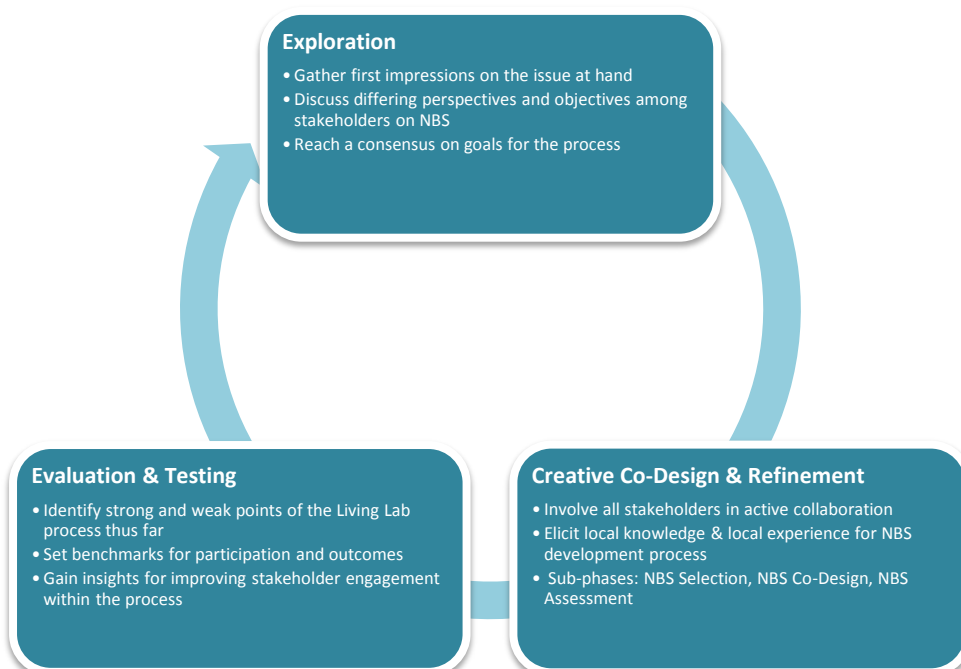 Exploration
• Gather first impressions on the issue at hand
• Discuss differing perspectives and objectives among
stakeholders on NBS
• Reach a consensus on goals for the process
Evaluation & Testing
• Identify strong and weak points of the Living Lab
process thus far
• Set benchmarks for participation and outcomes
• Gain insights for improving stakeholder engagement
within the process
Creative Co-Design & Refinement
• Involve all stakeholders in active collaboration
• Elicit local knowledge & local experience for NBS
development process
• Sub-phases: NBS Selection, NBS Co-Design, NBS
Assessment